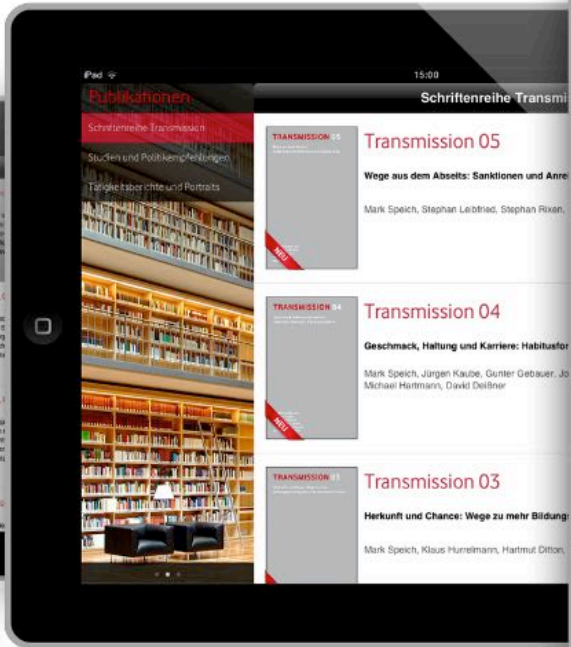 iPad
15:00
Publikationen
Schriftenreihe Transmission
Studien und Politikempfehlungen
Tätigkeitsberichte und Portraits
Schriftenreihe Transmi
TRANSMISSION 05
NEU
Transmission 05
Wege aus dem Abseits: Sanktionen und Anre
Mark Speich, Stephan Leibfried, Stephan Rixen,
TRANSMISSION 04
NEU
Transmission 04
Geschmack, Haltung und Karriere: Habitusfor
Mark Speich, Jürgen Kaube, Gunter Gebauer, Jo
Michael Hartmann, David Deißner
TRANSMISSION 03
Transmission 03
Herkunft und Chance: Wege zu mehr Bildungs
Mark Speich, Klaus Hurrelmann, Hartmut Ditton,